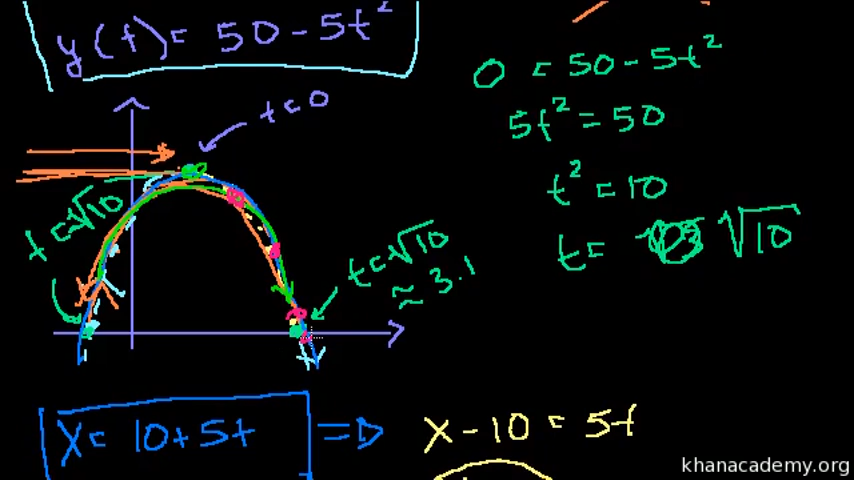 y(t) = 50 - 5t²
0 = 50 - 5t²
5t² = 50
t² = 10
t = √10
t = 0
t = -√10
t = √10
≈ 3.1
x = 10 + 5t ⇒ x - 10 = 5t
khanacademy.org